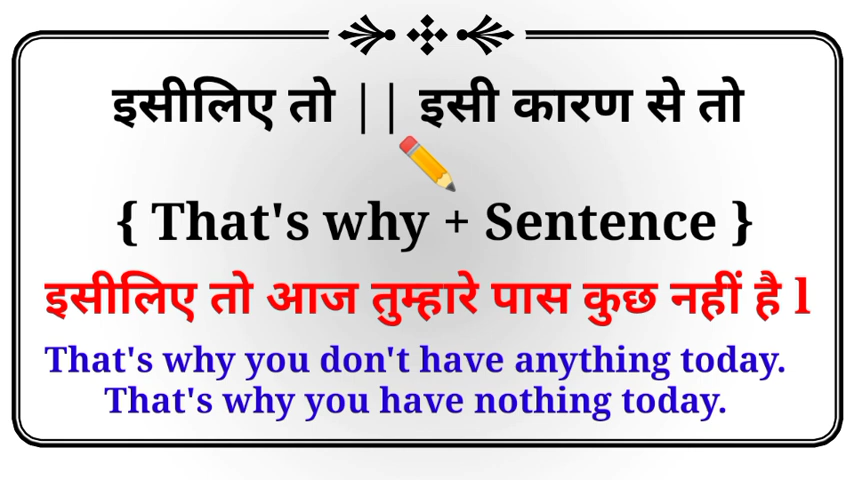 इसीलिए तो || इसी कारण से तो
{ That's why + Sentence }
इसीलिए तो आज तुम्हारे पास कुछ नहीं है l
That's why you don't have anything today.
That's why you have nothing today.